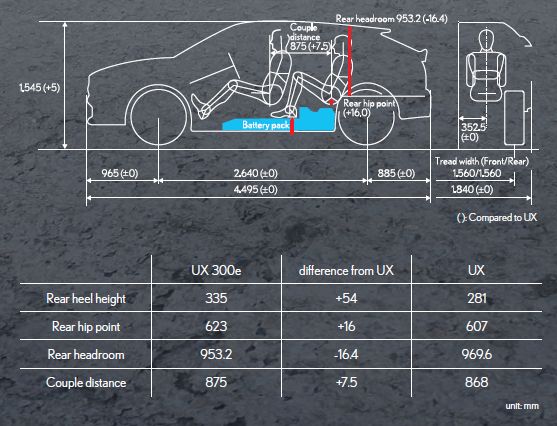 Rear headroom 953.2 (-16.4)
Couple
distance
875 (+7.5)
1,545 (+5)
Rear hip point
(+16.0)
Battery pack
352.5
(±0)
Tread width (Front/Rear)
965 (±0) 2,640 (±0) 885 (±0) 1,560/1,560
4,495 (±0) 1,840 (±0)
( ): Compared to UX
UX 300e difference from UX UX
Rear heel height 335 +54 281
Rear hip point 623 +16 607
Rear headroom 953.2 -16.4 969.6
Couple distance 875 +7.5 868
unit: mm